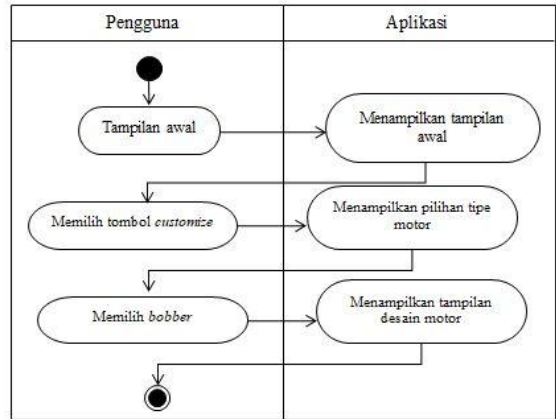 Pengguna
Aplikasi
Tampilan awal
Menampilkan tampilan
awal
Memilih tombol customize
Menampilkan pilihan tipe
motor
Memilih bobber
Menampilkan tampilan
desain motor